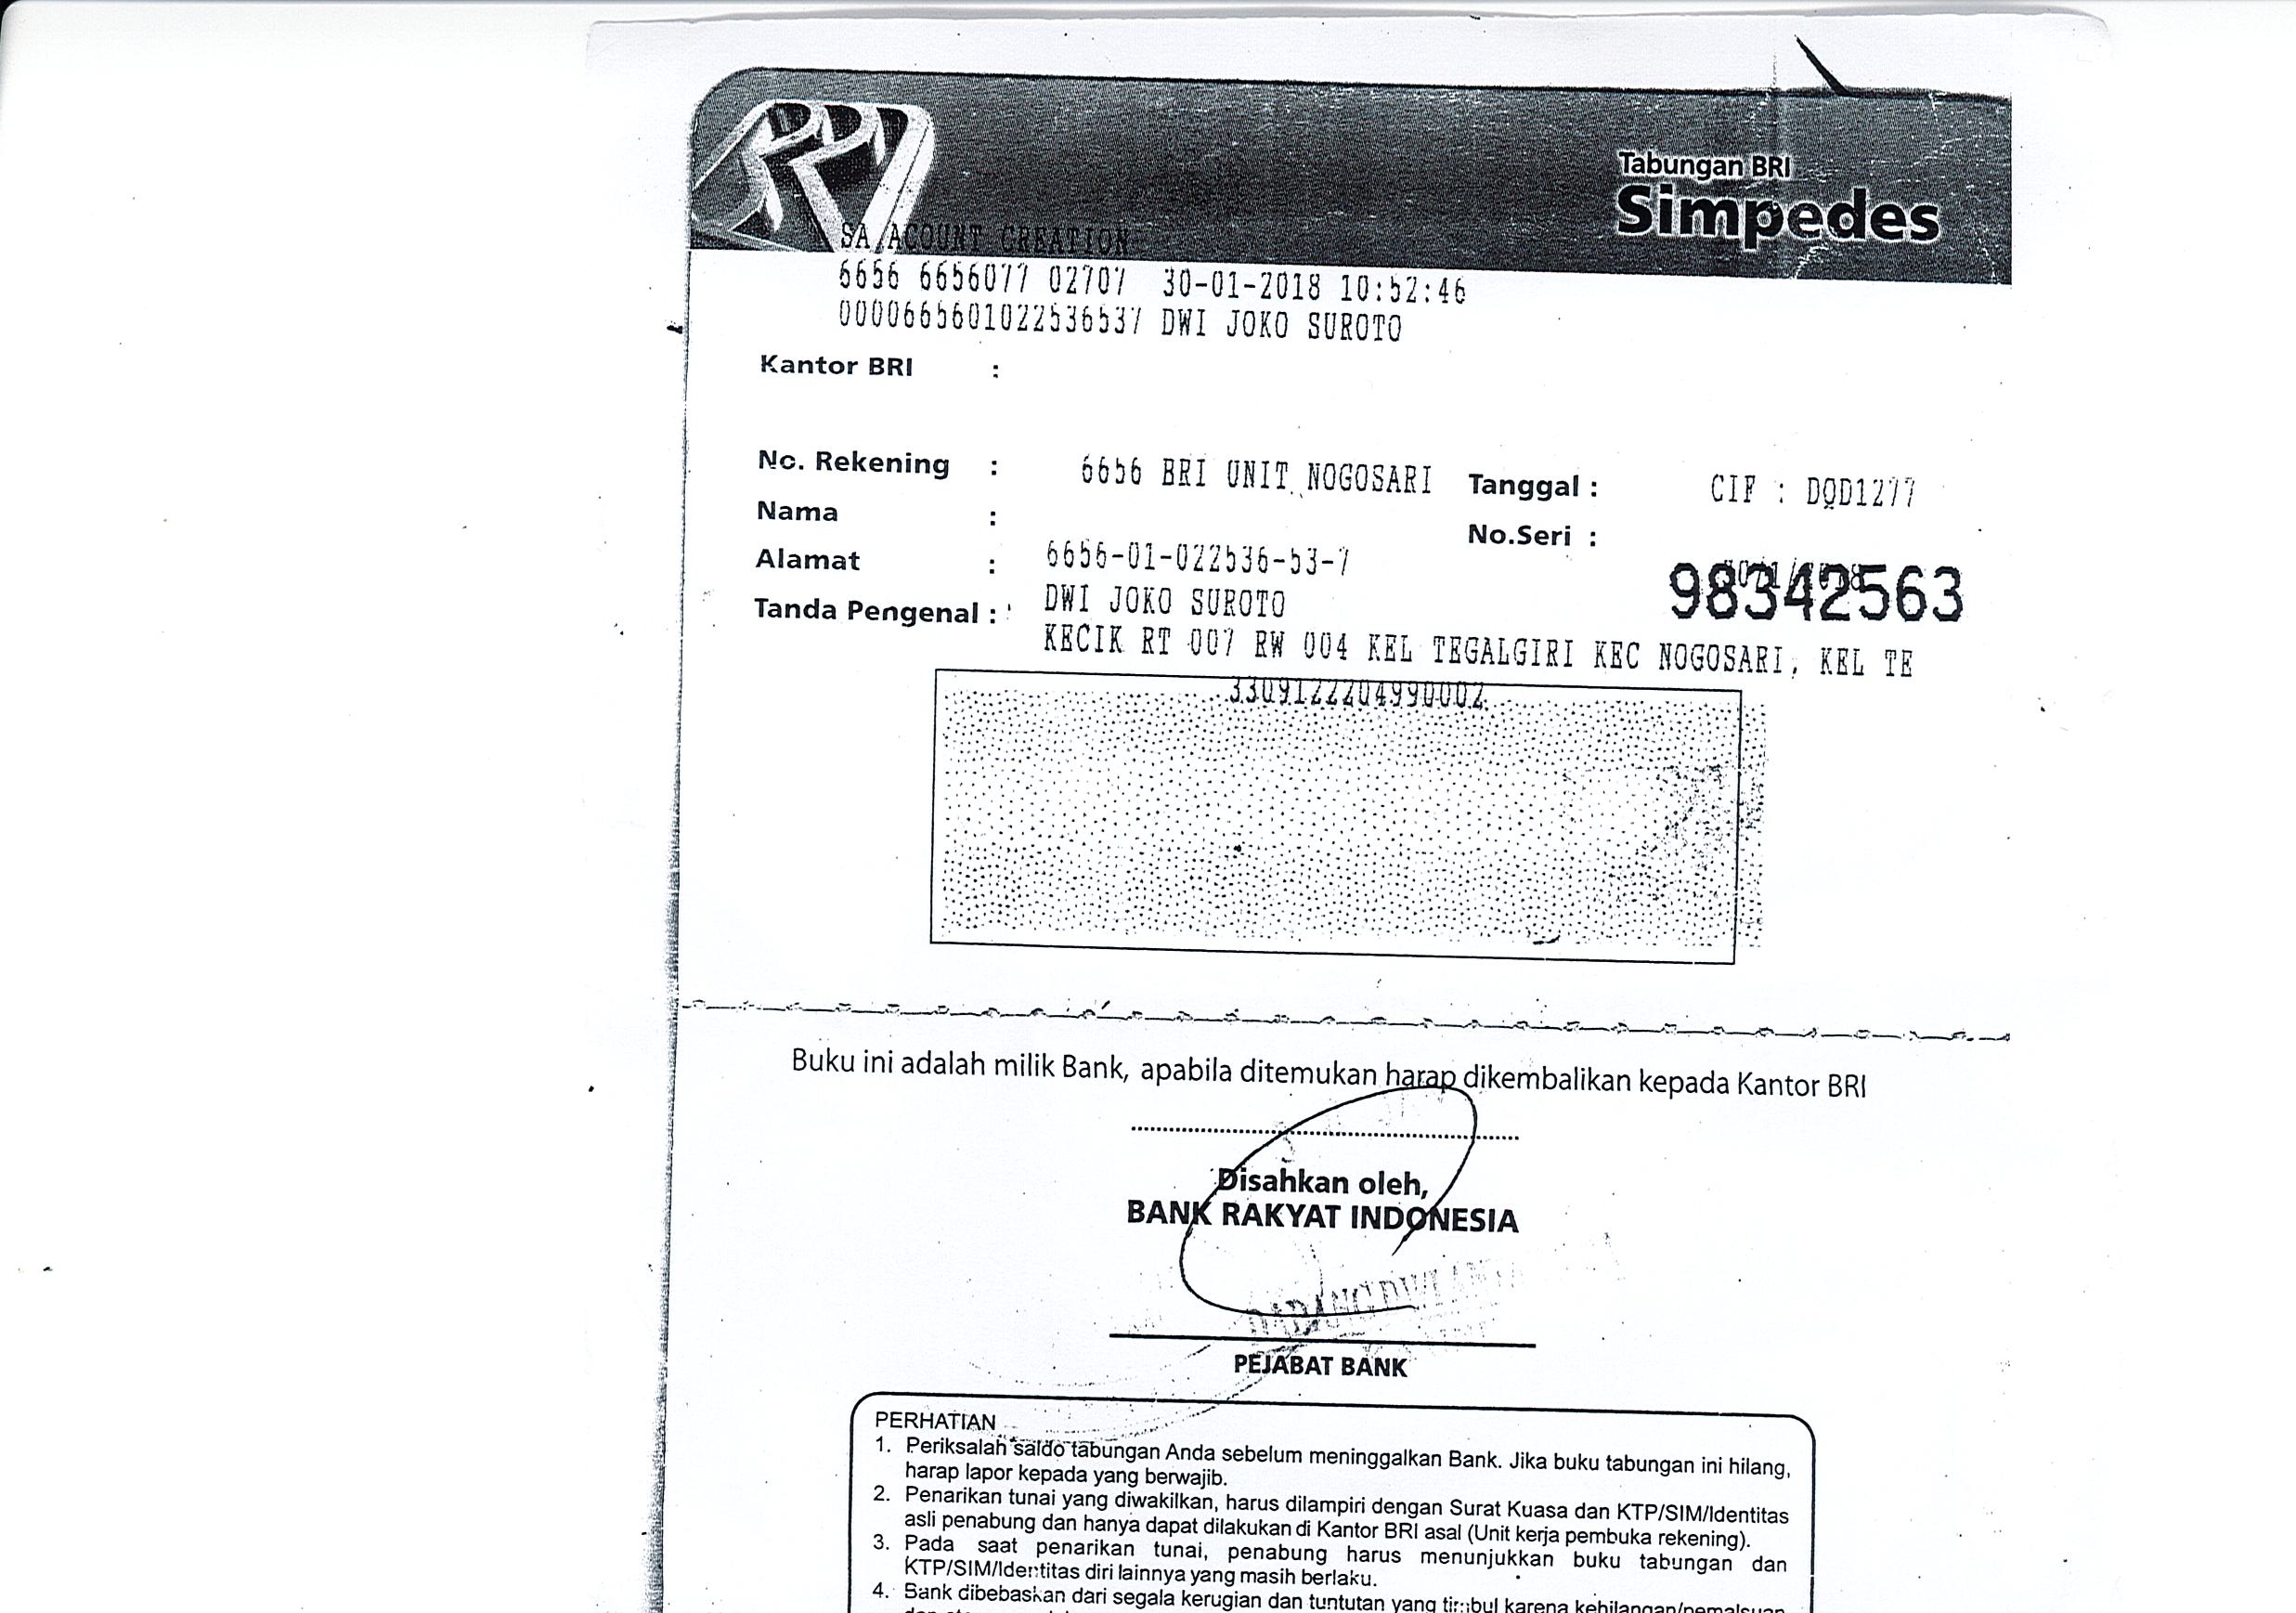 BRI
Tabungan BRI
Simpedes
SA ACOUNT CREATION
6656 6656077 02707 30-01-2018 10:52:46
0000665601022536537 DWI JOKO SUROTO
Kantor BRI :
No. Rekening : 6656 BRI UNIT NOGOSARI Tanggal : CIF : DQD1277
Nama :
No.Seri :
Alamat : 6656-01-022536-53-7
98342563
DWI JOKO SUROTO
Tanda Pengenal :
KECIK RT 007 RW 004 KEL TEGALGIRI KEC NOGOSARI, KEL TE
3309122204990002
Buku ini adalah milik Bank, apabila ditemukan harap dikembalikan kepada Kantor BRI
Disahkan oleh,
BANK RAKYAT INDONESIA
PEJABAT BANK
PERHATIAN
1. Periksalah saldo tabungan Anda sebelum meninggalkan Bank. Jika buku tabungan ini hilang,
harap lapor kepada yang berwajib.
2. Penarikan tunai yang diwakilkan, harus dilampiri dengan Surat Kuasa dan KTP/SIM/Identitas
asli penabung dan hanya dapat dilakukan di Kantor BRI asal (Unit kerja pembuka rekening).
3. Pada saat penarikan tunai, penabung harus menunjukkan buku tabungan dan
KTP/SIM/Identitas diri lainnya yang masih berlaku.
4. Bank dibebaskan dari segala kerugian dan tuntutan yang timbul karena kehilangan/pemalsuan